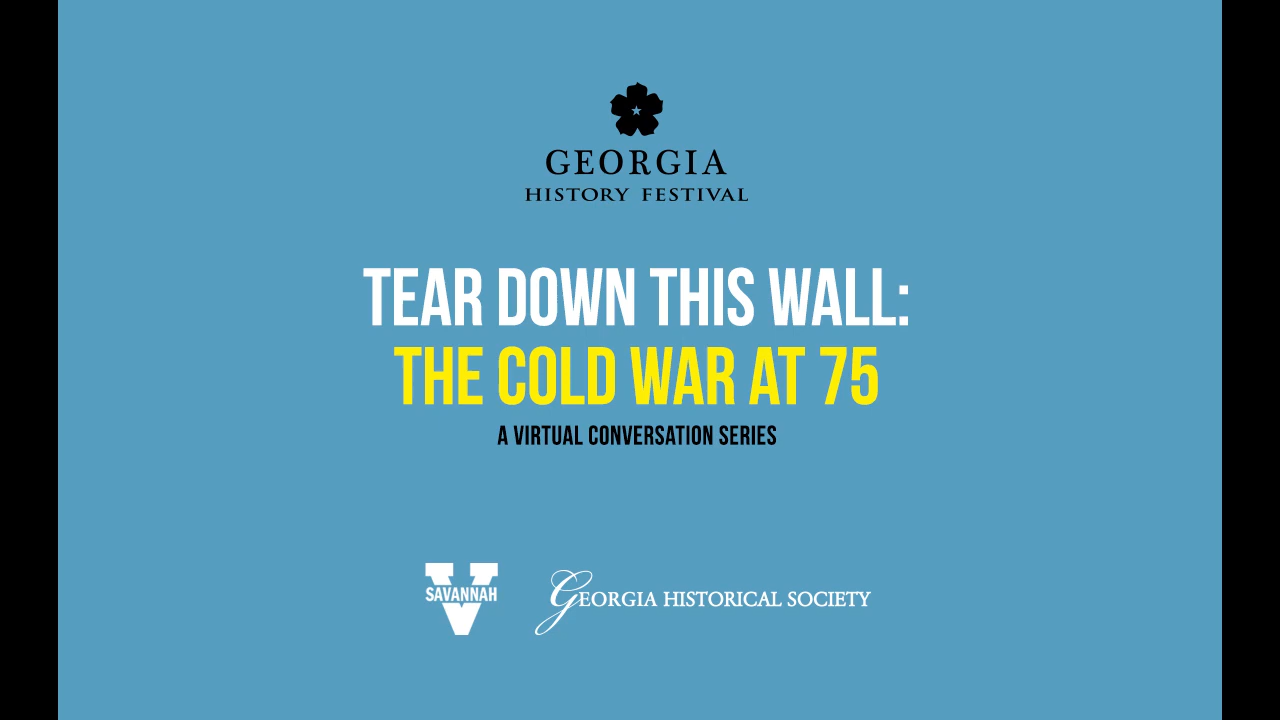 GEORGIA
HISTORY FESTIVAL
TEAR DOWN THIS WALL:
THE COLD WAR AT 75
A VIRTUAL CONVERSATION SERIES
V
SAVANNAH
GEORGIA HISTORICAL SOCIETY